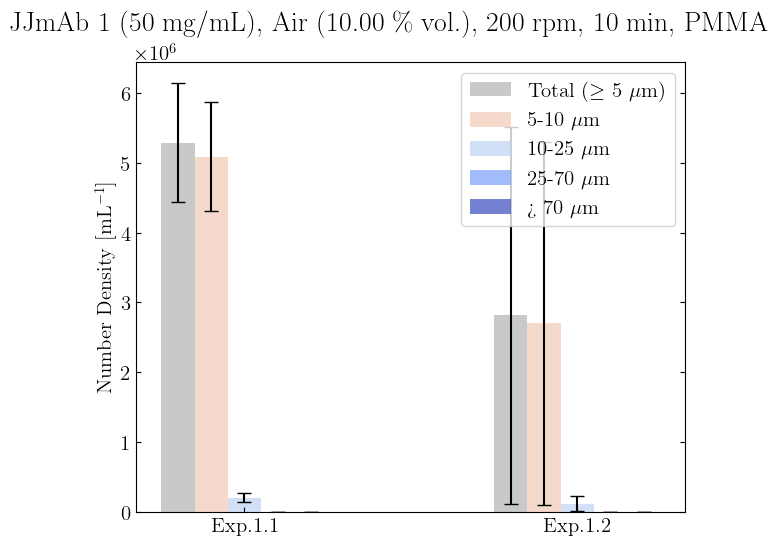 JJmAb 1 (50 mg/mL), Air (10.00 % vol.), 200 rpm, 10 min, PMMA
×10⁶
Total (≥ 5 μm)
5-10 μm
10-25 μm
25-70 μm
¿ 70 μm
Number Density [mL⁻¹]
6
5
4
3
2
1
0
Exp.1.1
Exp.1.2